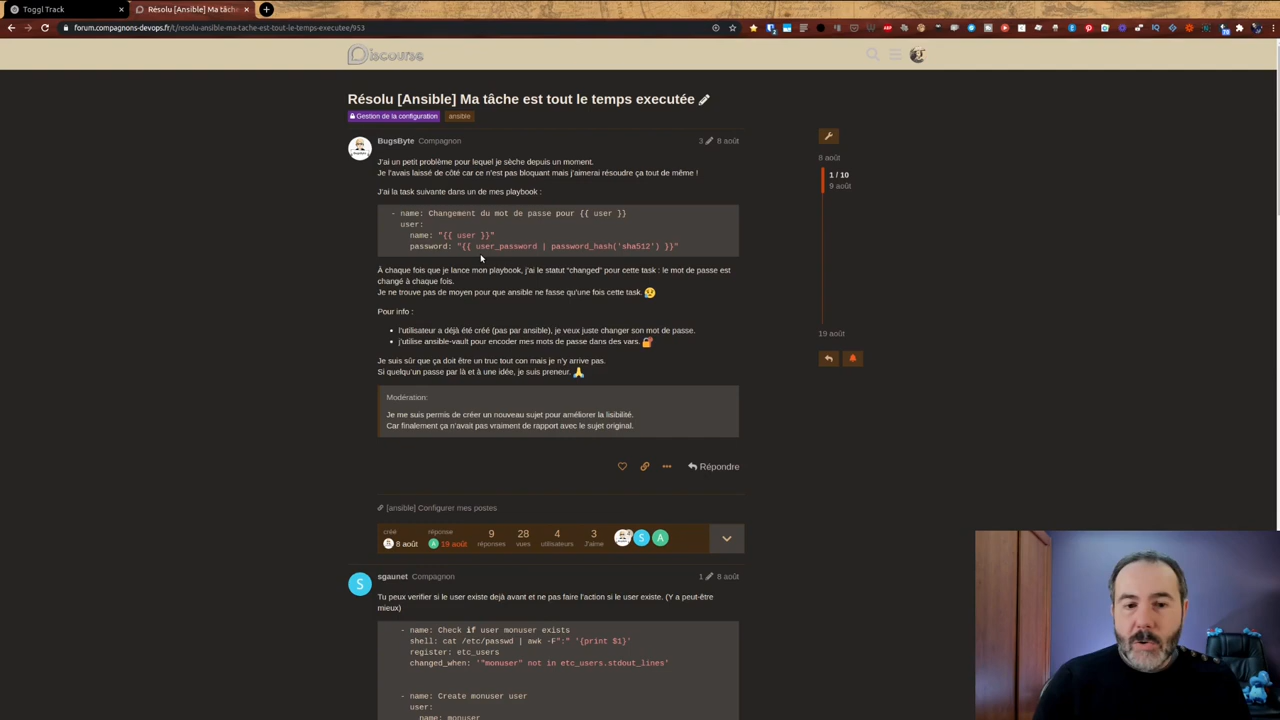 Toggl Track
Résolu [Ansible] Ma tâche
forum.compagnons-devops.fr/t/resolu-ansible-ma-tache-est-tout-le-temps-executee/953
Discourse
Résolu [Ansible] Ma tâche est tout le temps executée
Gestion de la configuration ansible
BugsByte Compagnon 3 8 août
J'ai un petit problème pour lequel je sèche depuis un moment.
Je l'avais laissé de côté car ce n'est pas bloquant mais j'aimerai résoudre ça tout de même !
J'ai la task suivante dans un de mes playbook :
- name: Changement du mot de passe pour {{ user }}
user:
name: "{{ user }}"
password: "{{ user_password | password_hash('sha512') }}"
À chaque fois que je lance mon playbook, j'ai le statut “changed” pour cette task : le mot de passe est
changé à chaque fois.
Je ne trouve pas de moyen pour que ansible ne fasse qu'une fois cette task.
Pour info :
• l'utilisateur a déjà été créé (pas par ansible), je veux juste changer son mot de passe.
• j'utilise ansible-vault pour encoder mes mots de passe dans des vars.
Je suis sûr que ça doit être un truc tout con mais je n'y arrive pas.
Si quelqu'un passe par là et à une idée, je suis preneur.
Modération:
Je me suis permis de créer un nouveau sujet pour améliorer la lisibilité.
Car finalement ça n'avait pas vraiment de rapport avec le sujet original.
Répondre
[ansible] Configurer mes postes
créé réponse 9 28 4 3
8 août 19 août réponses vues utilisateurs J'aime S A
8 août
1 / 10
9 août
19 août
S sgaunet Compagnon 1 8 août
Tu peux verifier si le user existe dejà avant et ne pas faire l'action si le user existe. (Y a peut-être
mieux)
- name: Check if user monuser exists
shell: cat /etc/passwd | awk -F":" '{print $1}'
register: etc_users
changed_when: '"monuser" not in etc_users.stdout_lines'
- name: Create monuser user
user:
name: monuser